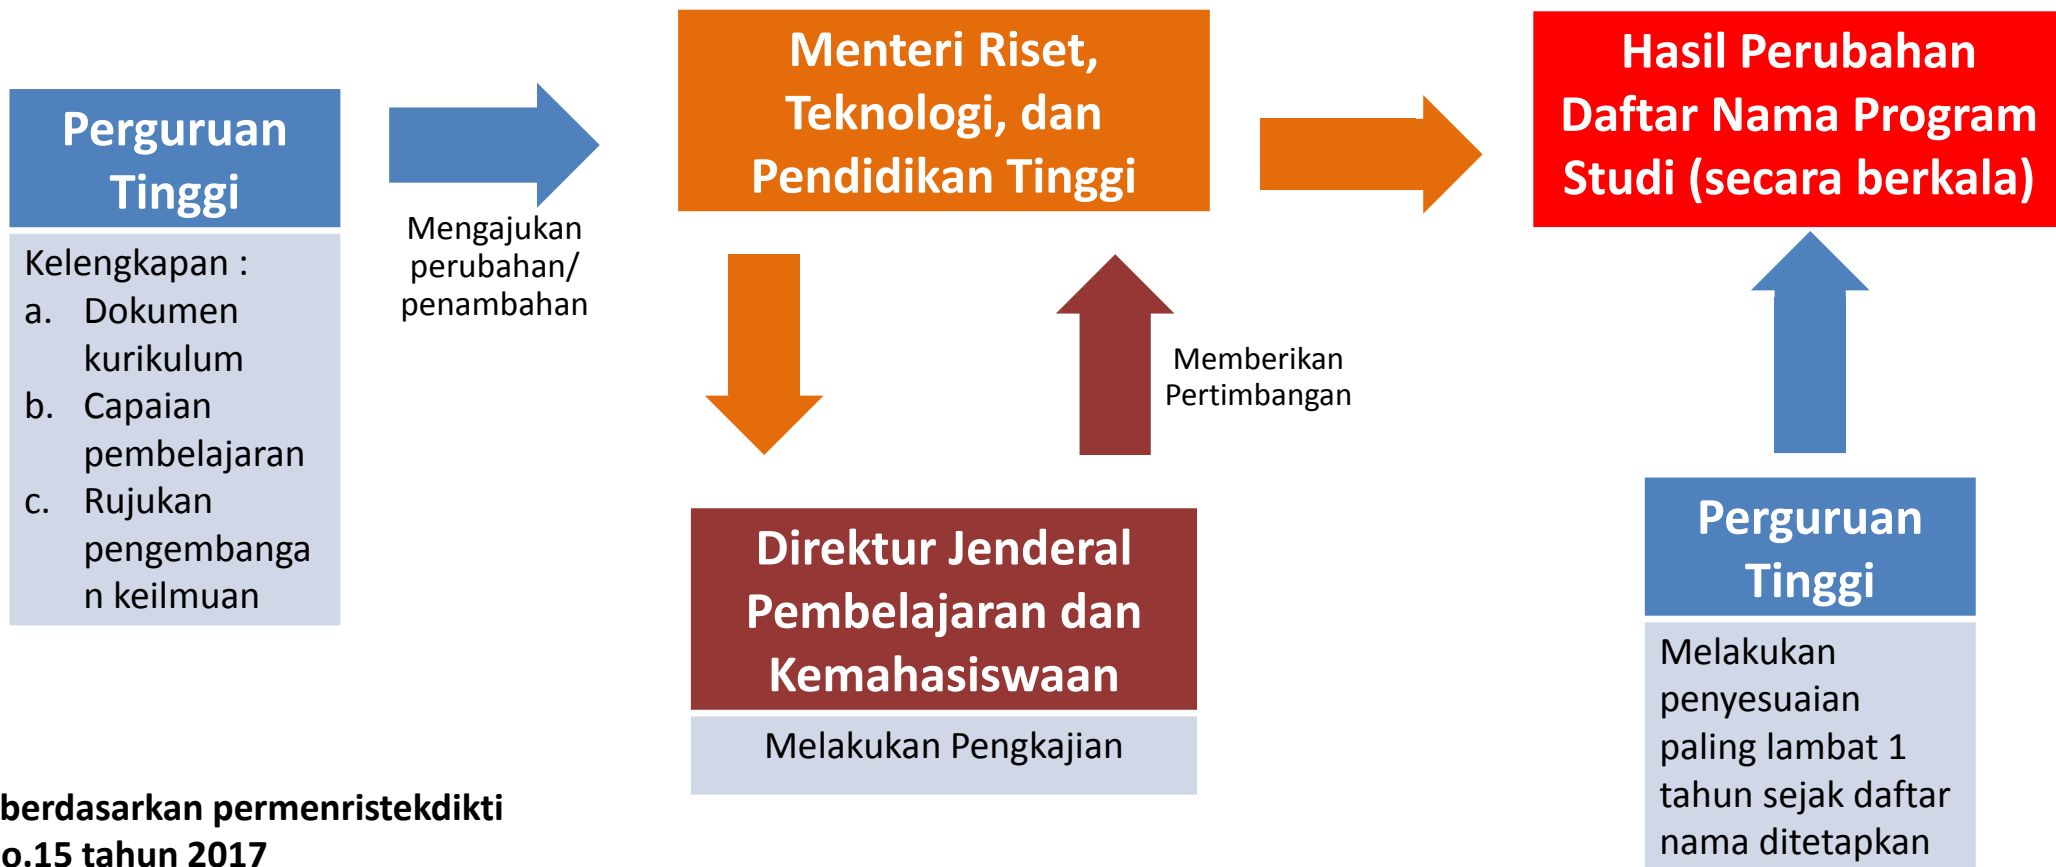 Perguruan
Tinggi
Kelengkapan :
a. Dokumen
kurikulum
b. Capaian
pembelajaran
c. Rujukan
pengembanga
n keilmuan
Mengajukan
perubahan/
penambahan
Menteri Riset,
Teknologi, dan
Pendidikan Tinggi
Memberikan
Pertimbangan
Direktur Jenderal
Pembelajaran dan
Kemahasiswaan
Melakukan Pengkajian
Hasil Perubahan
Daftar Nama Program
Studi (secara berkala)
Perguruan
Tinggi
Melakukan
penyesuaian
paling lambat 1
tahun sejak daftar
nama ditetapkan
berdasarkan permenristekdikti
o.15 tahun 2017